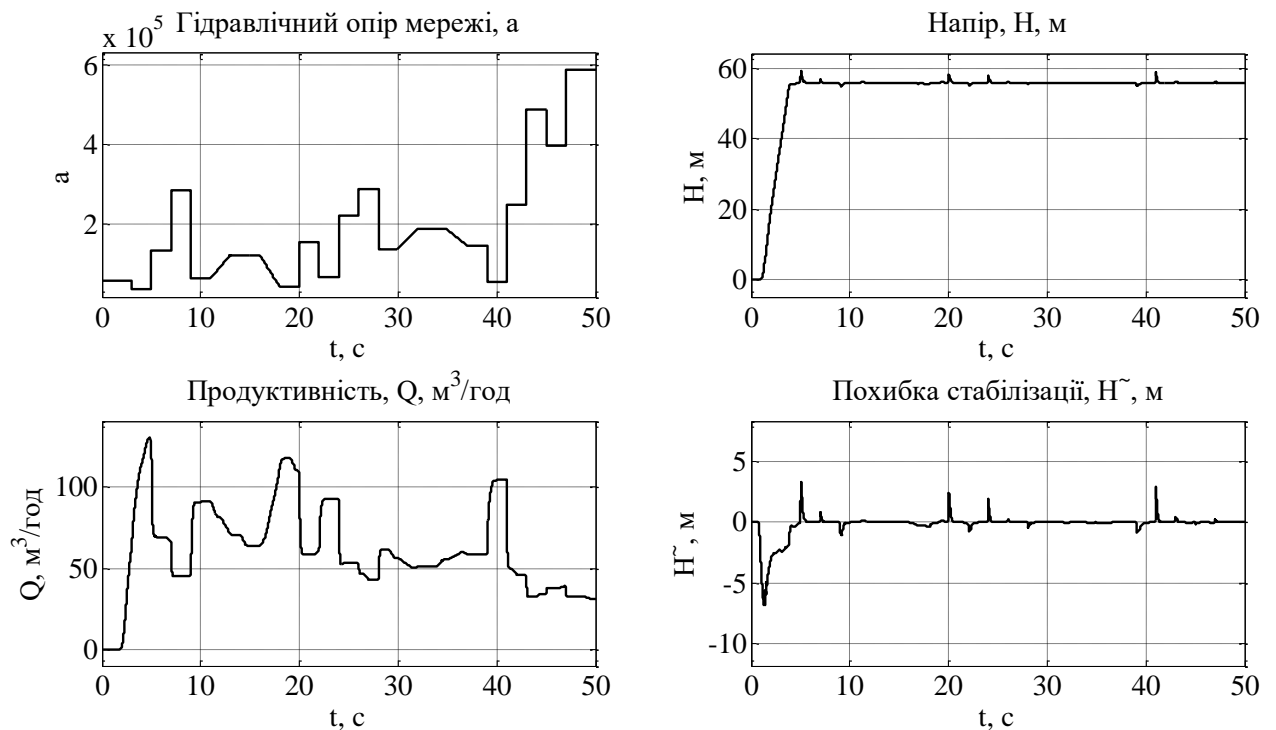 Гідравлічний опір мережі, а
x 10^5
6
4
2
а
0 10 20 30 40 50
t, с
Напір, Н, м
60
40
20
0
Н, м
0 10 20 30 40 50
t, с
Продуктивність, Q, м^3/год
100
50
0
Q, м^3/год
0 10 20 30 40 50
t, с
Похибка стабілізації, Н~, м
5
0
-5
-10
Н~, м
0 10 20 30 40 50
t, с